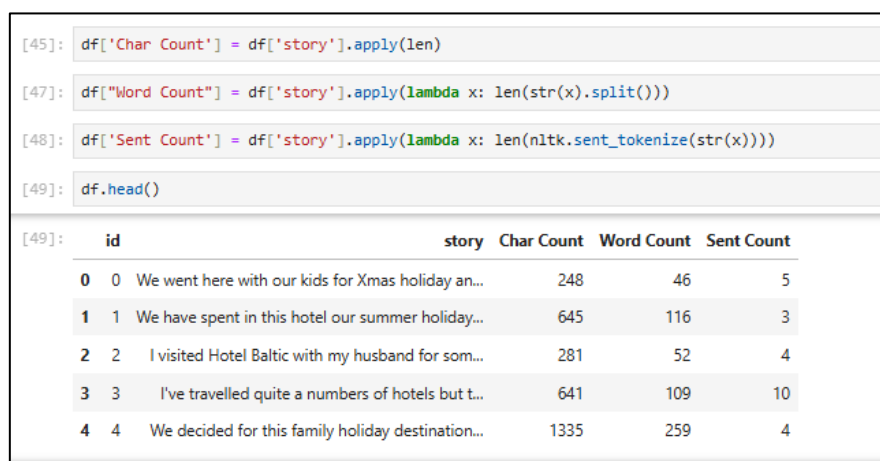 [45]: df['Char Count'] = df['story'].apply(len)
[47]: df["Word Count"] = df['story'].apply(lambda x: len(str(x).split()))
[48]: df['Sent Count'] = df['story'].apply(lambda x: len(nltk.sent_tokenize(str(x))))
[49]: df.head()
[49]: id story Char Count Word Count Sent Count
0 0 We went here with our kids for Xmas holiday an... 248 46 5
1 1 We have spent in this hotel our summer holiday... 645 116 3
2 2 I visited Hotel Baltic with my husband for som... 281 52 4
3 3 I've travelled quite a numbers of hotels but t... 641 109 10
4 4 We decided for this family holiday destination... 1335 259 4